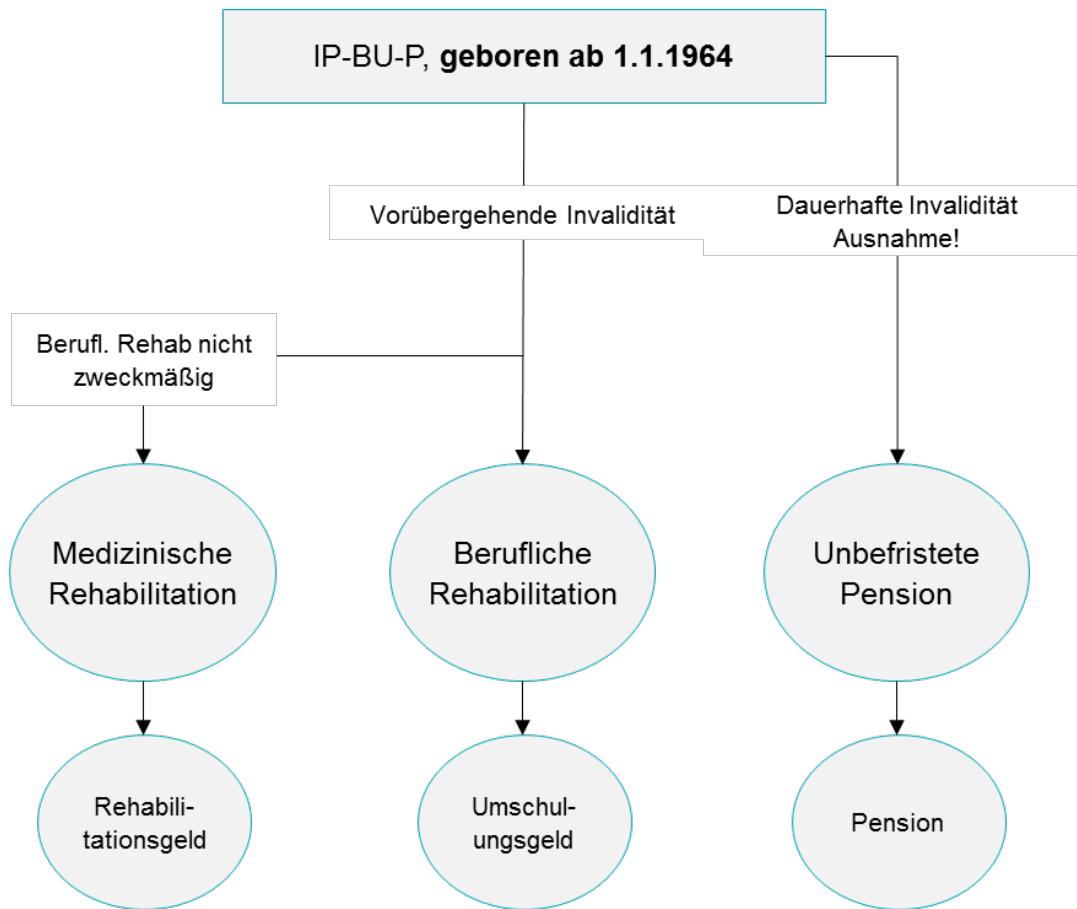 IP-BU-P, geboren ab 1.1.1964
Vorübergehende Invalidität
Dauerhafte Invalidität
Ausnahme!
Berufl. Rehab nicht
zweckmäßig
Medizinische
Rehabilitation
Berufliche
Rehabilitation
Unbefristete
Pension
Rehabili-
tationsgeld
Umschul-
ungsgeld
Pension